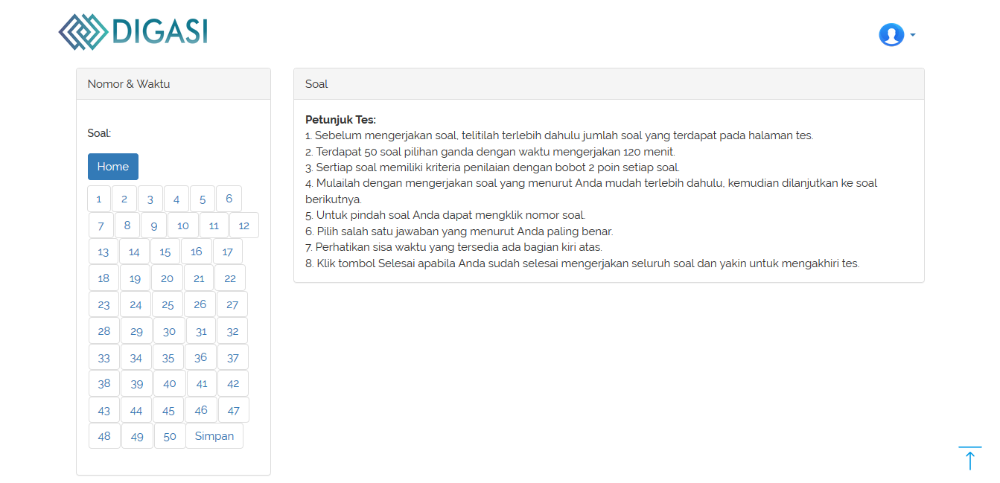 DIGASI
Nomor & Waktu
Soal:
Home
1 2 3 4 5 6
7 8 9 10 11 12
13 14 15 16 17
18 19 20 21 22
23 24 25 26 27
28 29 30 31 32
33 34 35 36 37
38 39 40 41 42
43 44 45 46 47
48 49 50 Simpan
Soal
Petunjuk Tes:
1. Sebelum mengerjakan soal, telitilah terlebih dahulu jumlah soal yang terdapat pada halaman tes.
2. Terdapat 50 soal pilihan ganda dengan waktu mengerjakan 120 menit.
3. Sertiap soal memiliki kriteria penilaian dengan bobot 2 poin setiap soal.
4. Mulailah dengan mengerjakan soal yang menurut Anda mudah terlebih dahulu, kemudian dilanjutkan ke soal
berikutnya.
5. Untuk pindah soal Anda dapat mengklik nomor soal.
6. Pilih salah satu jawaban yang menurut Anda paling benar.
7. Perhatikan sisa waktu yang tersedia ada bagian kiri atas.
8. Klik tombol Selesai apabila Anda sudah selesai mengerjakan seluruh soal dan yakin untuk mengakhiri tes.